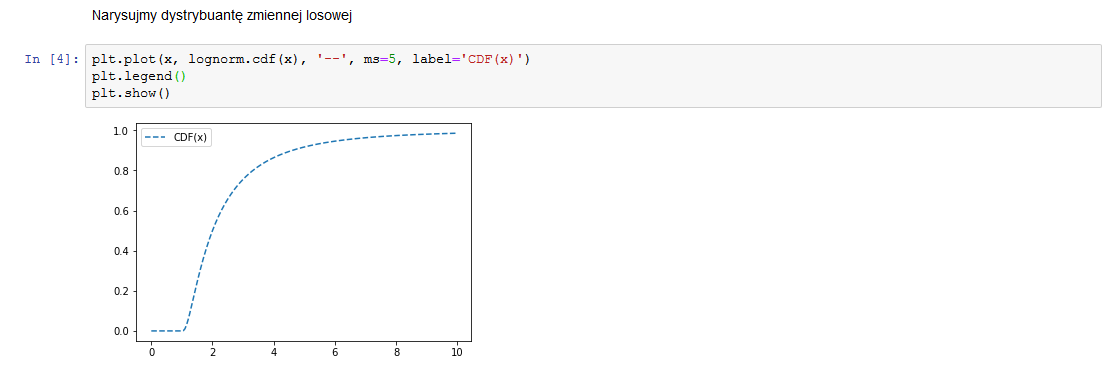 Narysujmy dystrybuantę zmiennej losowej
In [4]: plt.plot(x, lognorm.cdf(x), '--', ms=5, label='CDF(x)')
plt.legend()
plt.show()
1.0
CDF(x)
0.8
0.6
0.4
0.2
0.0
0 2 4 6 8 10